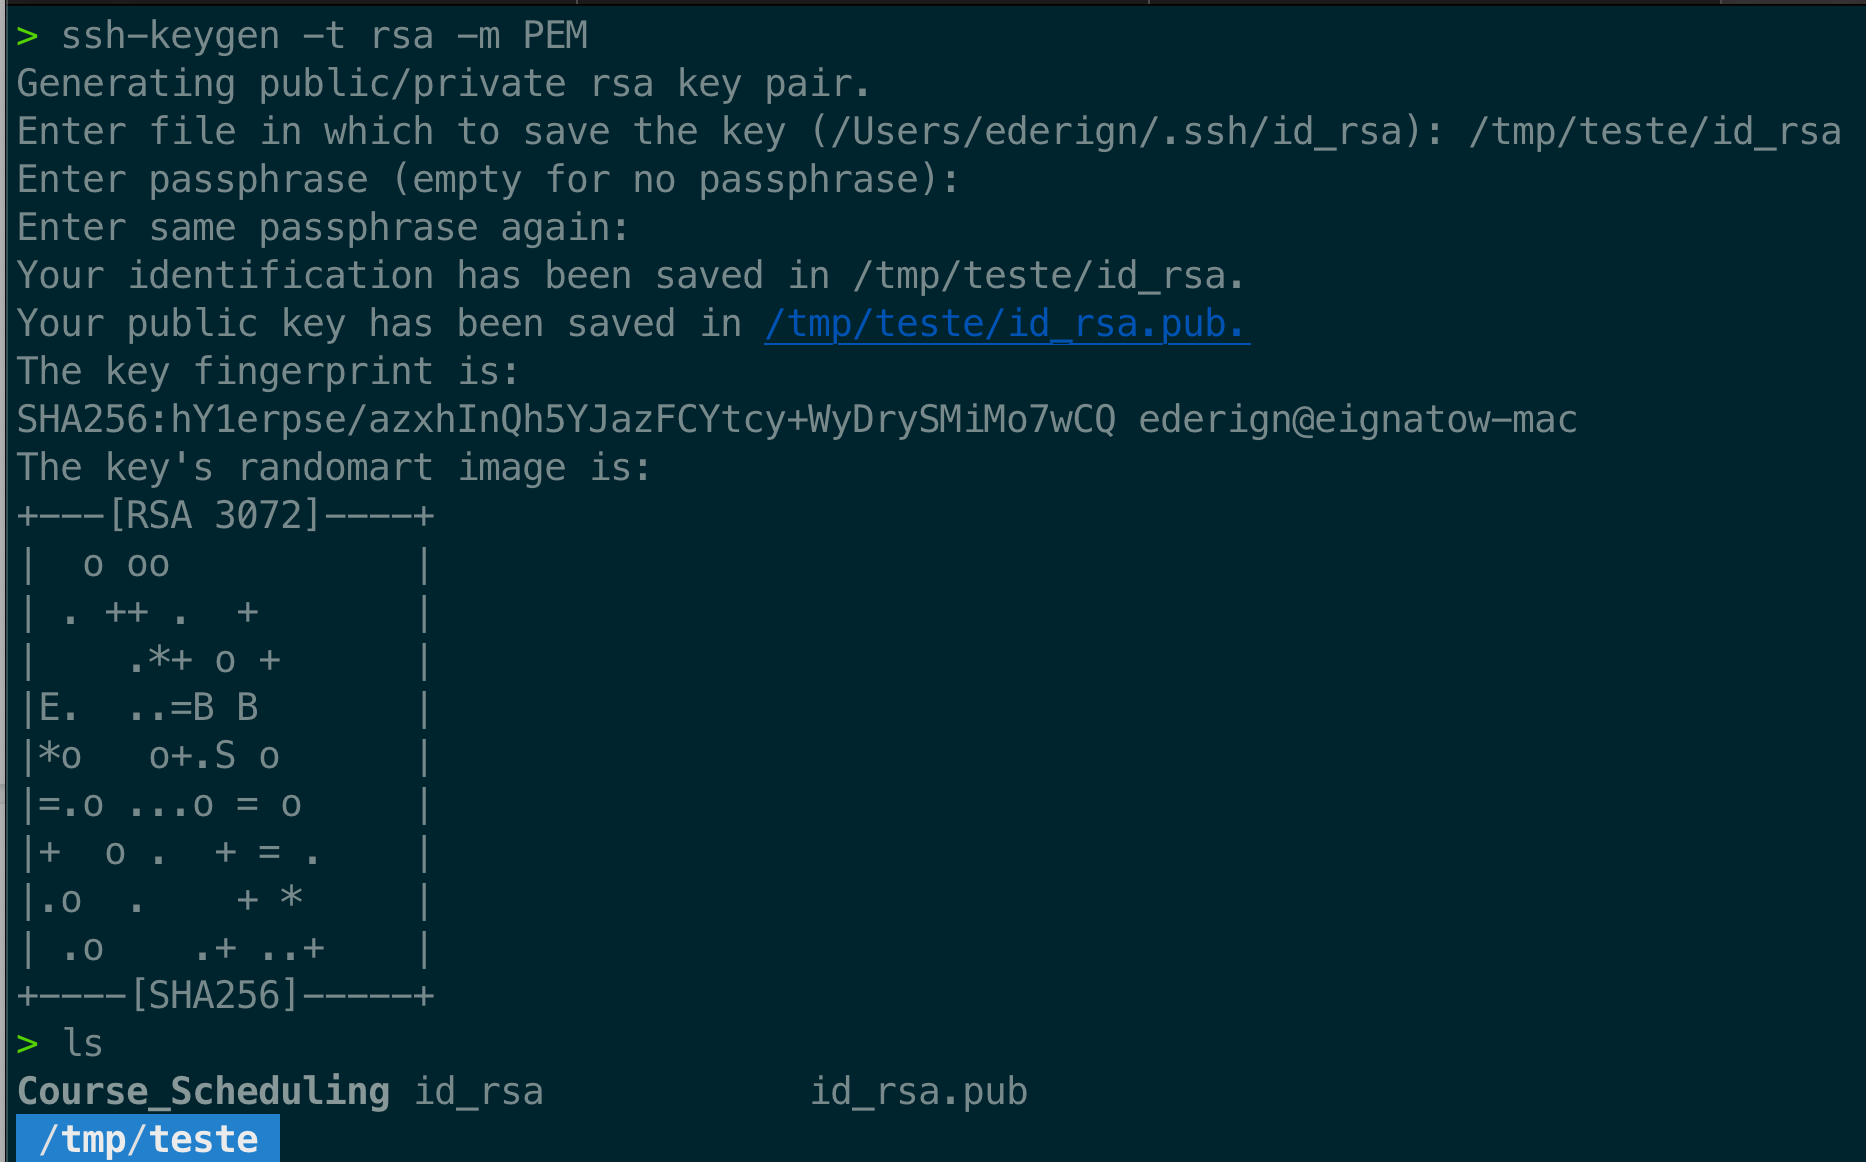 > ssh-keygen -t rsa -m PEM
Generating public/private rsa key pair.
Enter file in which to save the key (/Users/ederign/.ssh/id_rsa): /tmp/teste/id_rsa
Enter passphrase (empty for no passphrase):
Enter same passphrase again:
Your identification has been saved in /tmp/teste/id_rsa.
Your public key has been saved in /tmp/teste/id_rsa.pub.
The key fingerprint is:
SHA256:hY1erpse/azxhInQh5YJazFCYtcy+WyDrySMiMo7wCQ ederign@eignatow-mac
The key's randomart image is:
+---[RSA 3072]----+
|  o oo           |
| . ++ .  +       |
|    .*+ o +      |
|E.  ..=B B       |
|*o   o+.S o      |
|=.o ...o = o     |
|+  o .  + = .    |
|.o  .    + *     |
| .o    .+ ..+    |
+----[SHA256]-----+
> ls
Course_Scheduling id_rsa            id_rsa.pub
/tmp/teste